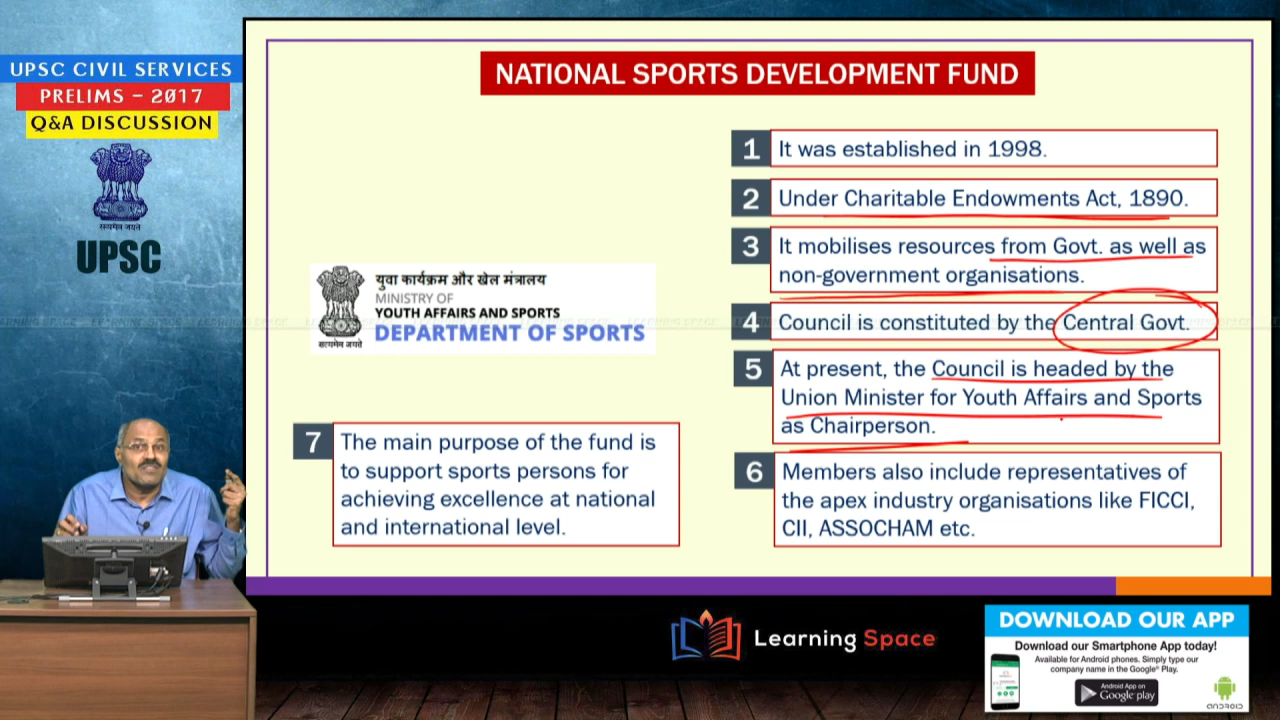 UPSC CIVIL SERVICES
PRELIMS – 2017
Q&A DISCUSSION
सत्यमेव जयते
UPSC
NATIONAL SPORTS DEVELOPMENT FUND
1 It was established in 1998.
2 Under Charitable Endowments Act, 1890.
3 It mobilises resources from Govt. as well as
non-government organisations.
4 Council is constituted by the Central Govt.
5 At present, the Council is headed by the
Union Minister for Youth Affairs and Sports
as Chairperson.
6 Members also include representatives of
the apex industry organisations like FICCI,
CII, ASSOCHAM etc.
युवा कार्यक्रम और खेल मंत्रालय
MINISTRY OF
YOUTH AFFAIRS AND SPORTS
DEPARTMENT OF SPORTS
सत्यमेव जयते
7 The main purpose of the fund is
to support sports persons for
achieving excellence at national
and international level.
Learning Space
DOWNLOAD OUR APP
Download our Smartphone App today!
Available for Android phones. Simply type our
company name in the Google® Play.
Android App on
Google play
ANDROID